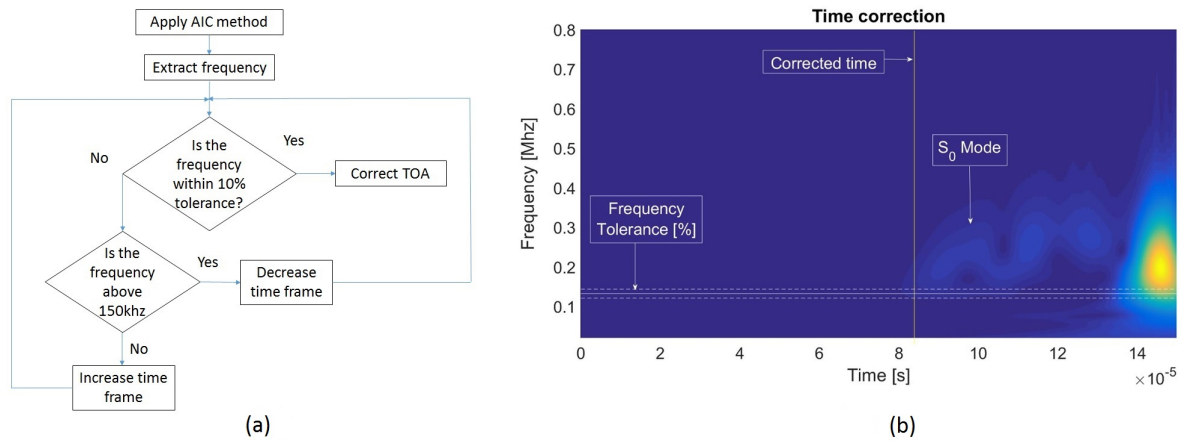 Apply AIC method
Extract frequency
Is the
frequency
within 10%
tolerance?
Yes
No
Correct TOA
Is the
frequency
above
150khz
Yes
Decrease
time frame
No
Increase time
frame
(a)
Time correction
Frequency [Mhz]
0.8
0.7
0.6
0.5
0.4
0.3
0.2
0.1
Corrected time
S0 Mode
Frequency
Tolerance [%]
0 2 4 6 8 10 12 14
Time [s]
×10-5
(b)